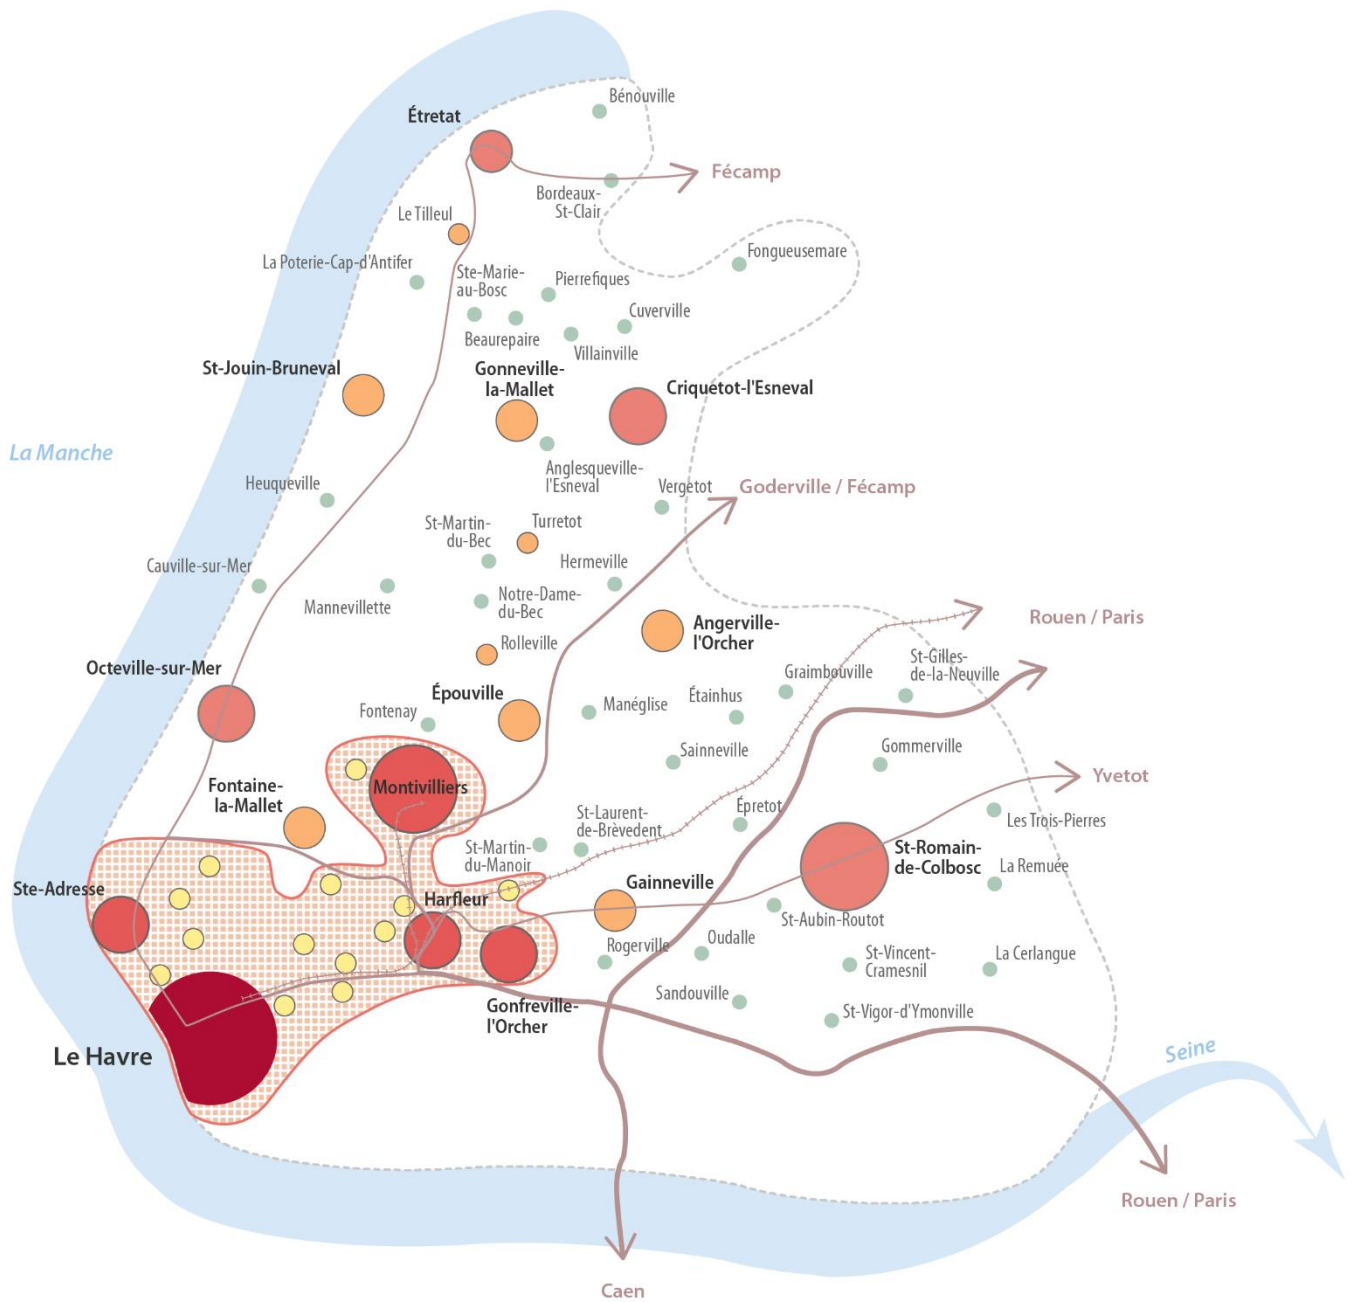 Bénouville
Étretat
Fécamp
Bordeaux-
St-Clair
Le Tilleul
Fongueusemare
La Poterie-Cap-d'Antifer
Ste-Marie-
au-Bosc
Pierrefiques
Cuverville
Beaurepaire
Villainville
St-Jouin-Bruneval
Gonneville-
la-Mallet
Criquetot-l'Esneval
La Manche
Anglesqueville-
l'Esneval
Heuqueville
Vergetot
Goderville / Fécamp
St-Martin-
du-Bec
Turretot
Hermeville
Cauville-sur-Mer
Mannevillette
Notre-Dame-
du-Bec
Rolleville
Angerville-
l'Orcher
Rouen / Paris
Octeville-sur-Mer
Graimbouville
St-Gilles-
de-la-Neuville
Épouville
Manéglise
Étainhus
Fontenay
Sainneville
Gommerville
Yvetot
Fontaine-
la-Mallet
Montivilliers
Épretot
St-Laurent-
de-Brèvedent
Les Trois-Pierres
St-Martin-
du-Manoir
St-Romain-
de-Colbosc
La Remuée
Ste-Adresse
Harfleur
Gainneville
St-Aubin-Routot
Rogerville
Oudalle
St-Vincent-
Cramesnil
La Cerlangue
Sandouville
Gonfreville-
l'Orcher
St-Vigor-d'Ymonville
Le Havre
Seine
Rouen / Paris
Caen